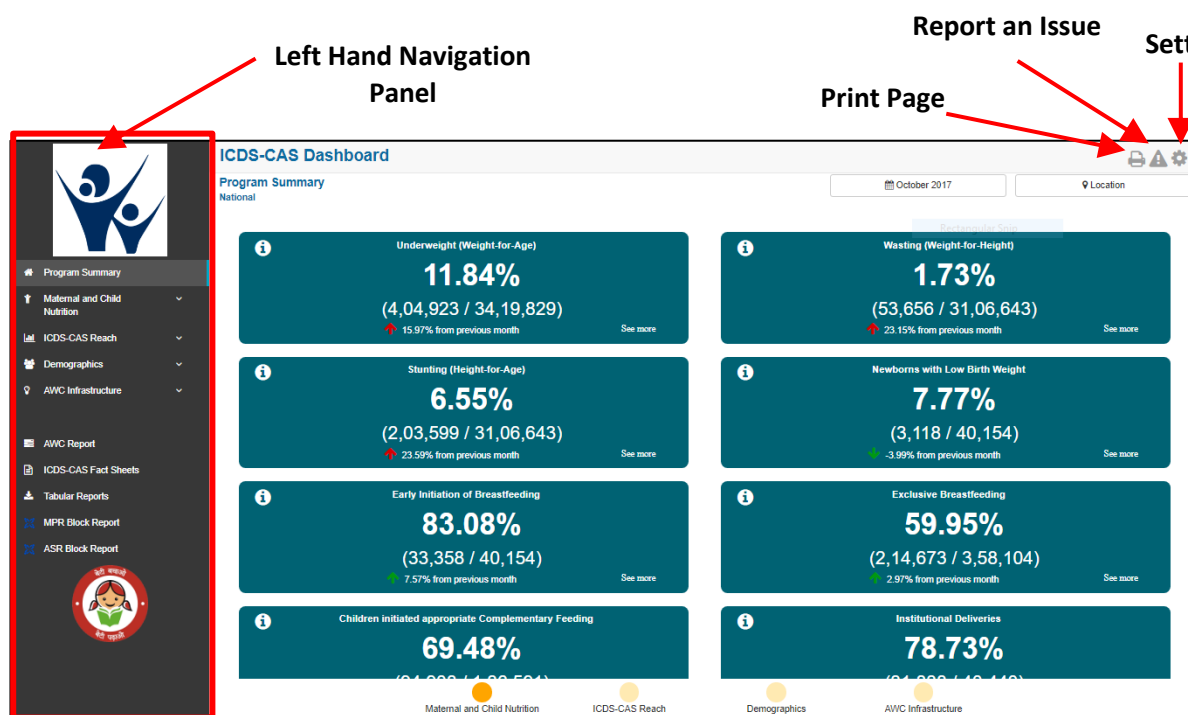 Report an Issue
Left Hand Navigation
Panel
Print Page
ICDS-CAS Dashboard
Program Summary
National
October 2017
Location
Rectangular Snip
Program Summary
Maternal and Child
Nutrition
ICDS-CAS Reach
Demographics
AWC Infrastructure
AWC Report
ICDS-CAS Fact Sheets
Tabular Reports
MPR Block Report
ASR Block Report
बेटी बचाओ
बेटी पढ़ाओ
Underweight (Weight-for-Age)
11.84%
(4,04,923 / 34,19,829)
15.97% from previous month
See more
Wasting (Weight-for-Height)
1.73%
(53,656 / 31,06,643)
23.15% from previous month
See more
Stunting (Height-for-Age)
6.55%
(2,03,599 / 31,06,643)
23.59% from previous month
See more
Newborns with Low Birth Weight
7.77%
(3,118 / 40,154)
-3.99% from previous month
See more
Early Initiation of Breastfeeding
83.08%
(33,358 / 40,154)
7.57% from previous month
See more
Exclusive Breastfeeding
59.95%
(2,14,673 / 3,58,104)
2.97% from previous month
See more
Children initiated appropriate Complementary Feeding
69.48%
Institutional Deliveries
78.73%
Maternal and Child Nutrition
ICDS-CAS Reach
Demographics
AWC Infrastructure